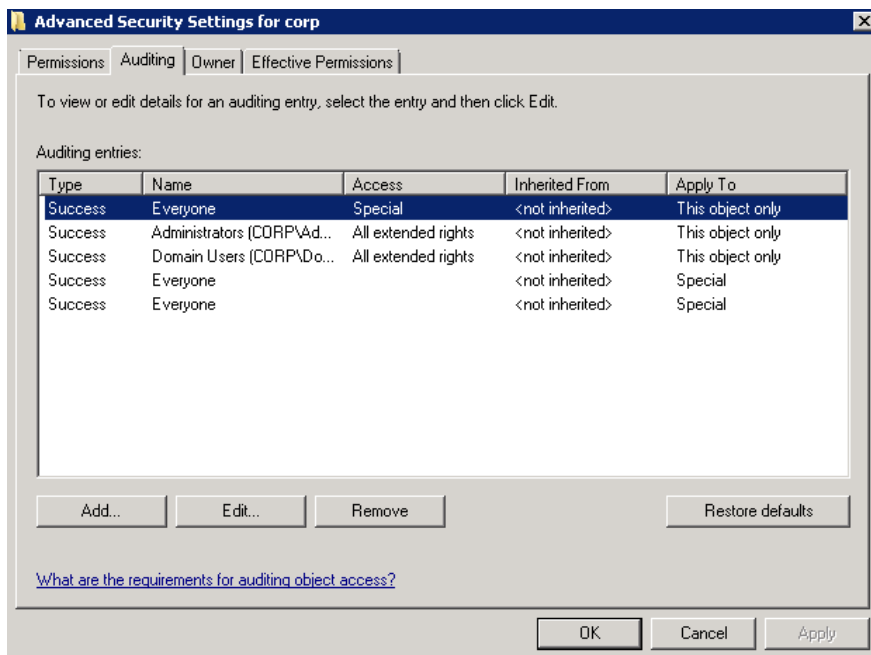 Advanced Security Settings for corp
Permissions Auditing Owner Effective Permissions
To view or edit details for an auditing entry, select the entry and then click Edit.
Auditing entries:
Type Name Access Inherited From Apply To
Success Everyone Special <not inherited> This object only
Success Administrators (CORP\Ad... All extended rights <not inherited> This object only
Success Domain Users (CORP\Do... All extended rights <not inherited> This object only
Success Everyone <not inherited> Special
Success Everyone <not inherited> Special
Add... Edit... Remove Restore defaults
What are the requirements for auditing object access?
OK Cancel Apply